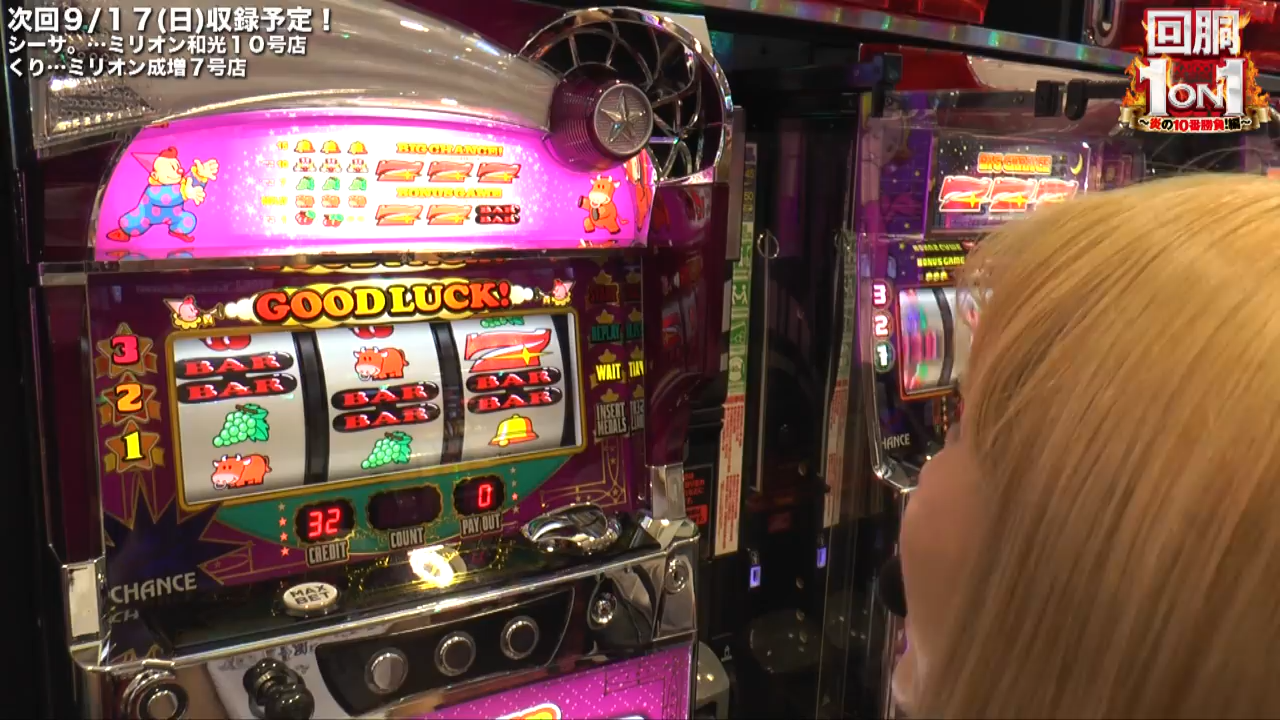 次回9/17(日)収録予定！
シーサ。…ミリオン和光10号店
くり…ミリオン成増7号店
回胴
1ON1
～炎の10番勝負!編～
BIG CHANCE!
BONUS GAME
BAR
BAR
GOOD LUCK!
3
2
1
BAR
BAR
BAR
BAR
BAR
BAR
REPLAY
WAIT
INSERT
MEDALS
32
CREDIT
COUNT
0
PAY OUT
CHANCE
MAX
BET
BIG CHANCE
BONUS GAME
3
2
1